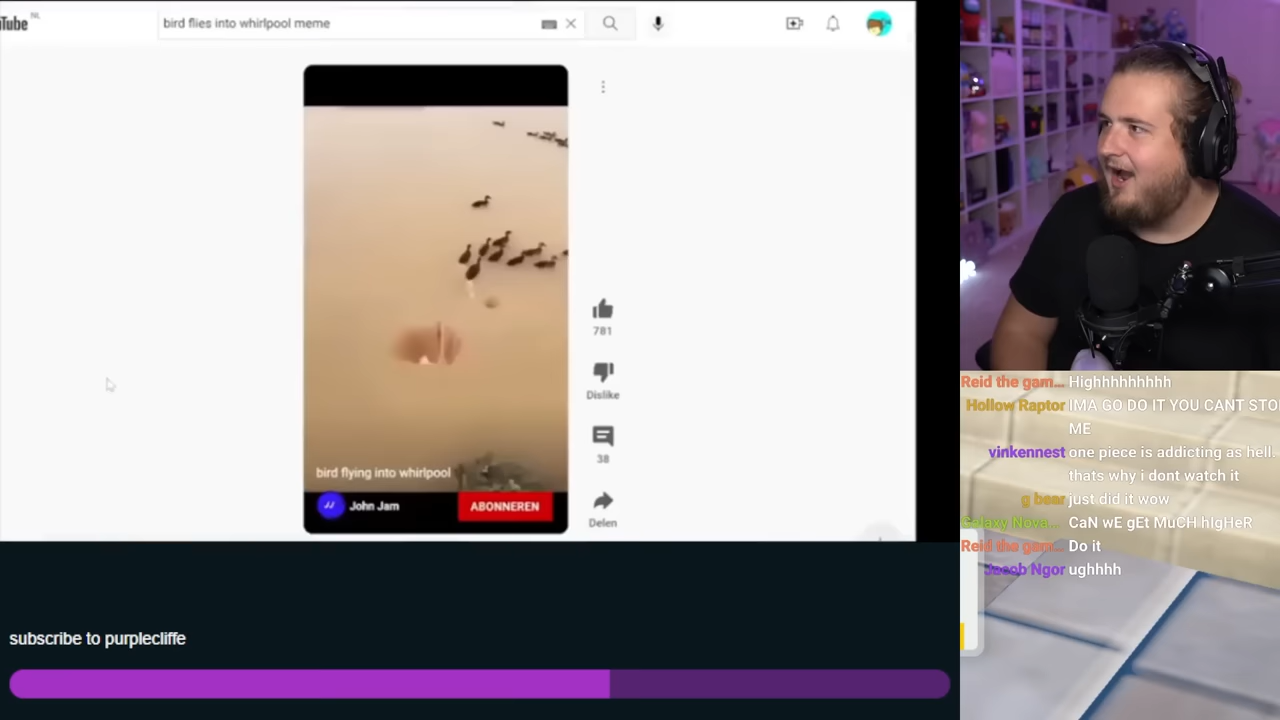 Tube NL
bird flies into whirlpool meme
781
Dislike
38
bird flying into whirlpool
John Jam
ABONNEREN
Delen
subscribe to purplecliffe
Reid the gam... Highhhhhhhhh
Hollow Raptor IMA GO DO IT YOU CANT STO
ME
vinkennest one piece is addicting as hell.
thats why i dont watch it
g bear just did it wow
Galaxy Nova... CaN wE gEt MuCH hIgHeR
Reid the gam... Do it
Jacob Ngor ughhhh